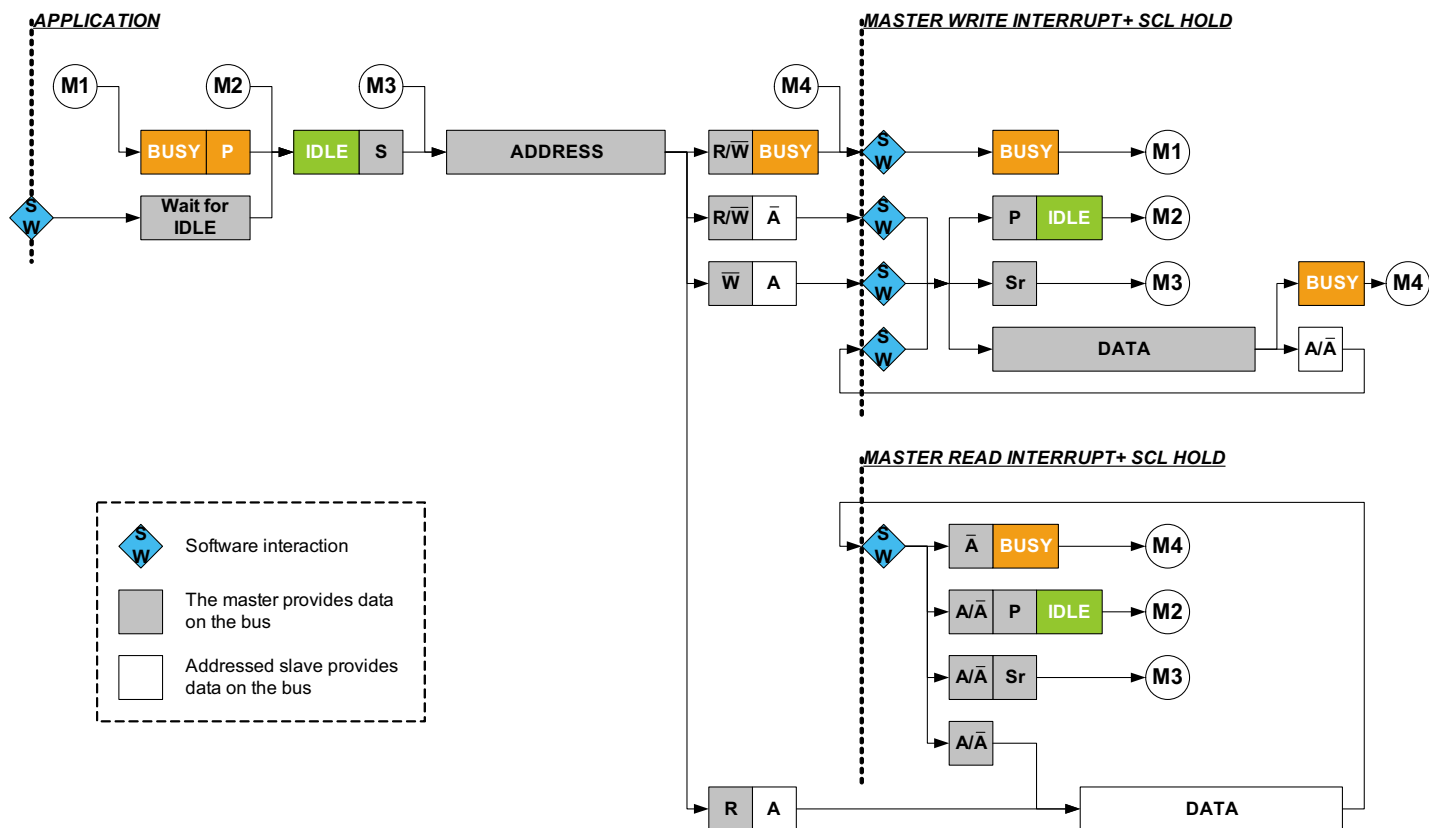 APPLICATION
MASTER WRITE INTERRUPT+ SCL HOLD
M1
M2
M3
M4
BUSY P
IDLE S
ADDRESS
R/W̅ BUSY
S
W
BUSY
M1
S
W
Wait for
IDLE
R/W̅ A̅
S
W
P IDLE
M2
W̅ A
S
W
Sr
M3
BUSY
M4
S
W
DATA
A/A̅
MASTER READ INTERRUPT+ SCL HOLD
S
W
Software interaction
The master provides data
on the bus
Addressed slave provides
data on the bus
S
W
A̅ BUSY
M4
A/A̅ P IDLE
M2
A/A̅ Sr
M3
A/A̅
R A
DATA